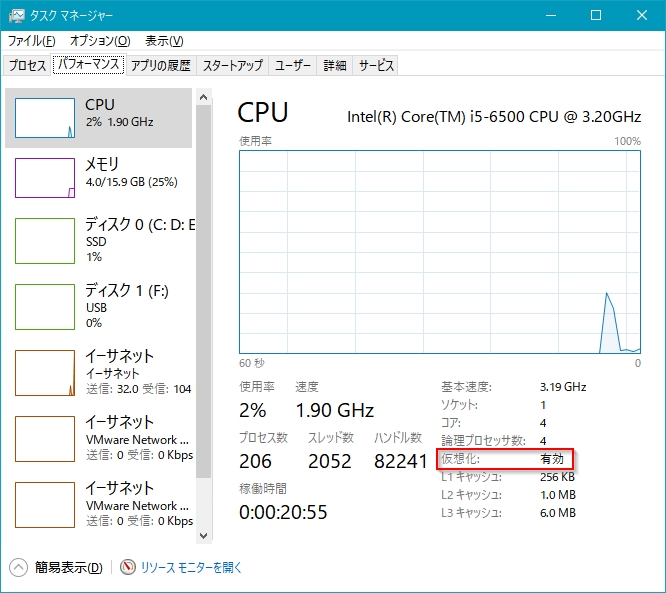 タスク マネージャー
ファイル(F) オプション(O) 表示(V)
プロセス パフォーマンス アプリの履歴 スタートアップ ユーザー 詳細 サービス
CPU
2% 1.90 GHz
メモリ
4.0/15.9 GB (25%)
ディスク 0 (C: D: E
SSD
1%
ディスク 1 (F:)
USB
0%
イーサネット
イーサネット
送信: 32.0 受信: 104
イーサネット
VMware Network ...
送信: 0 受信: 0 Kbps
イーサネット
VMware Network ...
送信: 0 受信: 0 Kbps
CPU
Intel(R) Core(TM) i5-6500 CPU @ 3.20GHz
使用率 100%
60 秒 0
使用率 速度
2% 1.90 GHz
プロセス数 スレッド数 ハンドル数
206 2052 82241
稼働時間
0:00:20:55
基本速度: 3.19 GHz
ソケット: 1
コア: 4
論理プロセッサ数: 4
仮想化: 有効
L1 キャッシュ: 256 KB
L2 キャッシュ: 1.0 MB
L3 キャッシュ: 6.0 MB
簡易表示(D) リソース モニターを開く